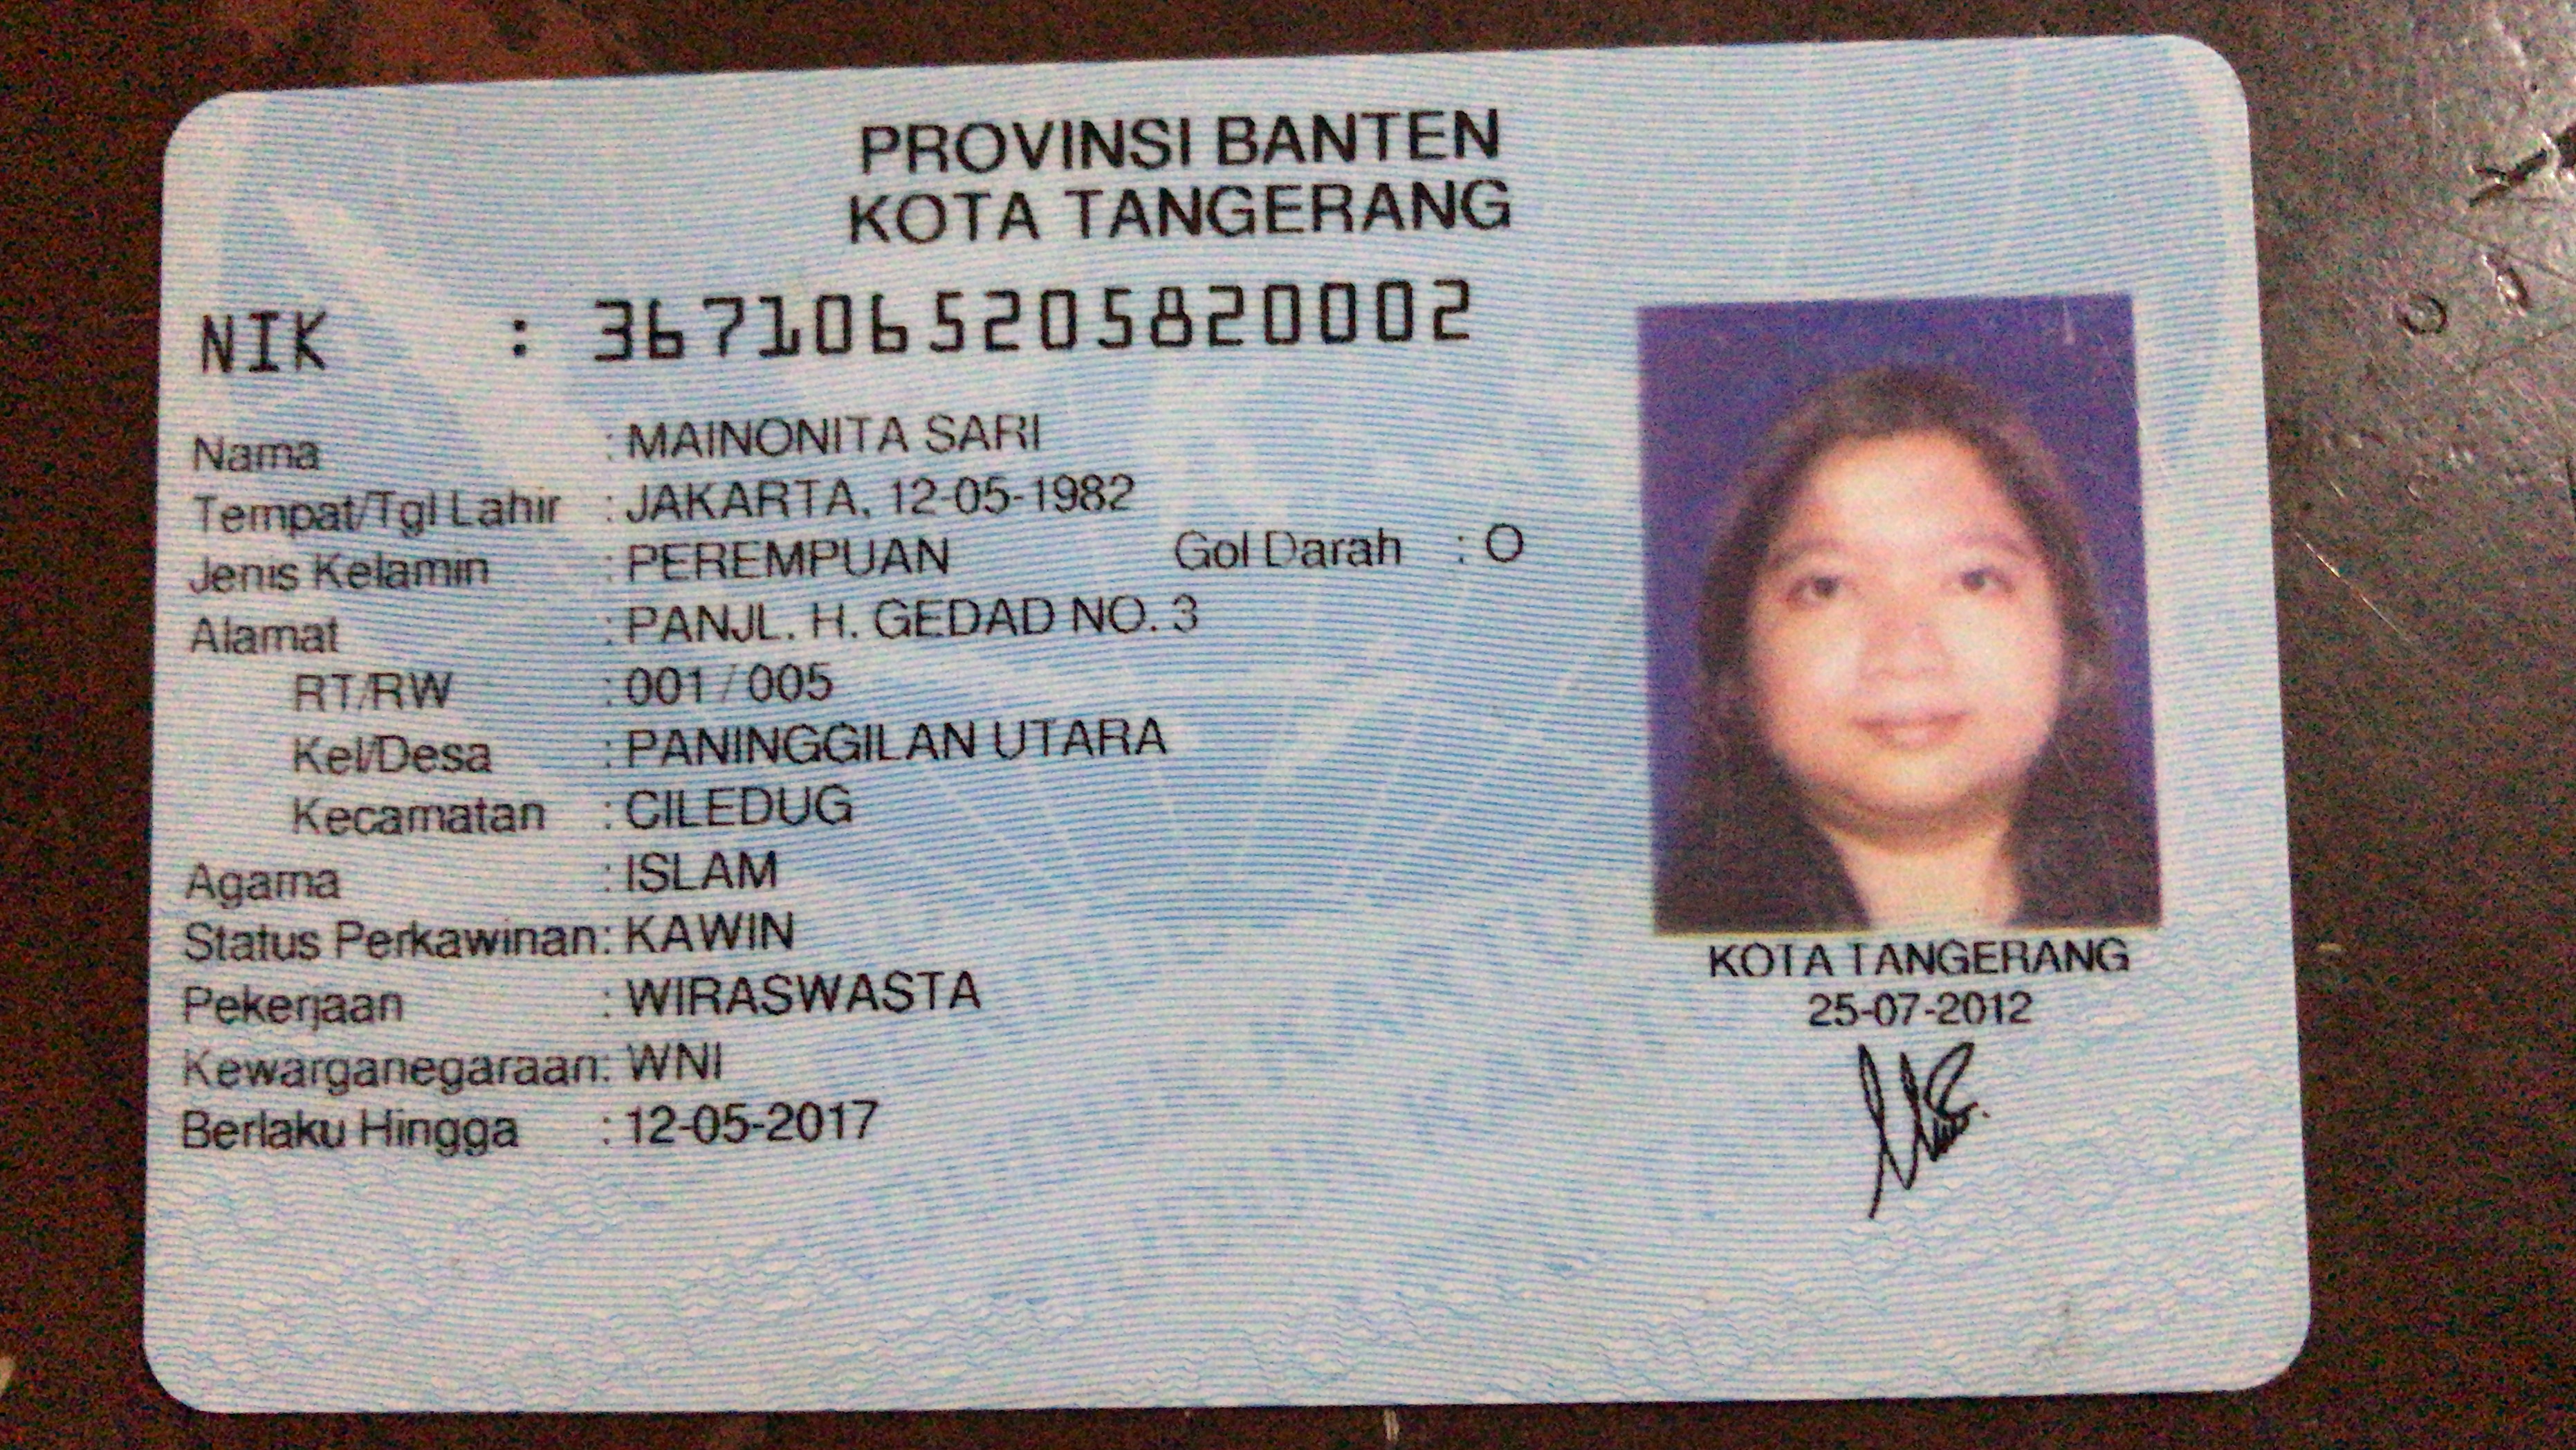 PROVINSI BANTEN
KOTA TANGERANG
NIK : 3671065205820002
Nama : MAINONITA SARI
Tempat/Tgl Lahir : JAKARTA, 12-05-1982
Jenis Kelamin : PEREMPUAN Gol Darah : O
Alamat : PANJL. H. GEDAD NO. 3
RT/RW : 001 / 005
Kel/Desa : PANINGGILAN UTARA
Kecamatan : CILEDUG
Agama : ISLAM
Status Perkawinan : KAWIN
Pekerjaan : WIRASWASTA
Kewarganegaraan : WNI
Berlaku Hingga : 12-05-2017
KOTA TANGERANG
25-07-2012